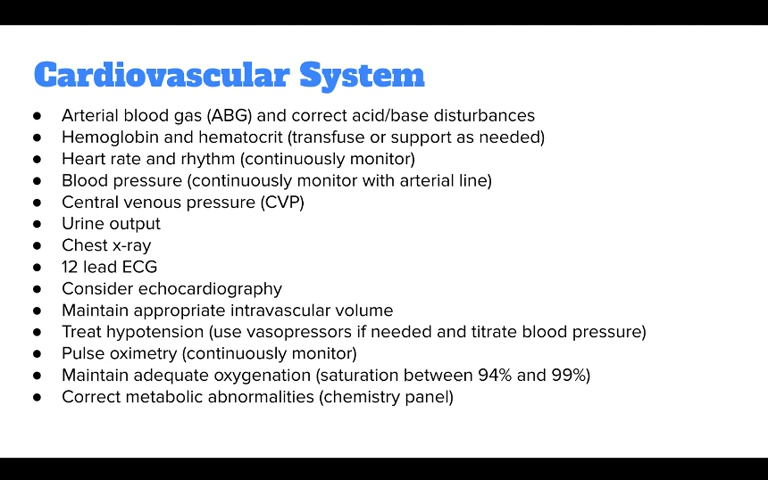 Cardiovascular System
● Arterial blood gas (ABG) and correct acid/base disturbances
● Hemoglobin and hematocrit (transfuse or support as needed)
● Heart rate and rhythm (continuously monitor)
● Blood pressure (continuously monitor with arterial line)
● Central venous pressure (CVP)
● Urine output
● Chest x-ray
● 12 lead ECG
● Consider echocardiography
● Maintain appropriate intravascular volume
● Treat hypotension (use vasopressors if needed and titrate blood pressure)
● Pulse oximetry (continuously monitor)
● Maintain adequate oxygenation (saturation between 94% and 99%)
● Correct metabolic abnormalities (chemistry panel)